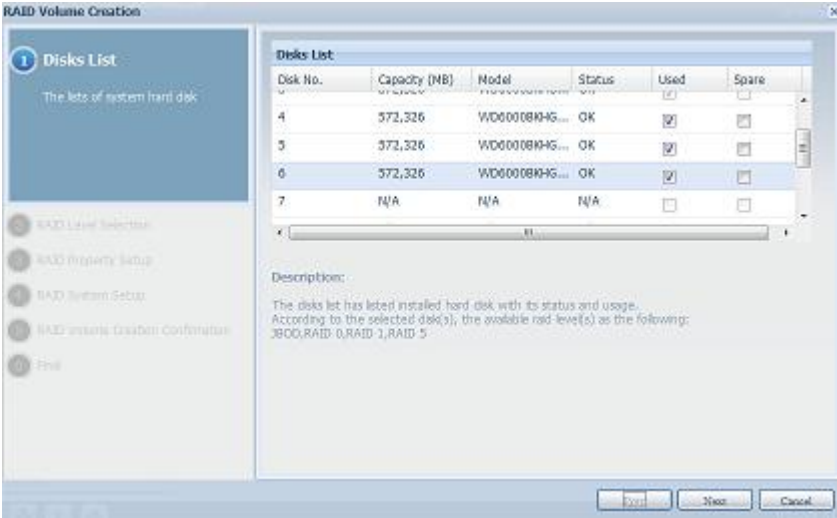 RAID Volume Creation
1 Disks List
The lists of system hard disk
RAID Level Selection
RAID Property Setup
RAID System Setup
RAID Volume Creation Confirmation
Final
Disks List
Disk No. Capacity (MB) Model Status Used Spare
4 572,326 WD6000BKHG... OK
5 572,326 WD6000BKHG... OK
6 572,326 WD6000BKHG... OK
7 N/A N/A N/A
Description:
The disks list has listed installed hard disk with its status and usage.
According to the selected disk(s), the available raid level(s) as the following:
JBOD,RAID 0,RAID 1,RAID 5
Next Cancel